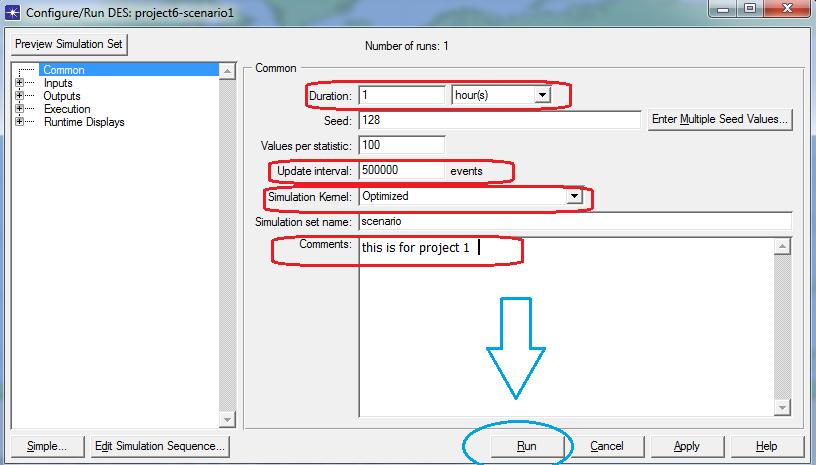 Configure/Run DES: project6-scenario1
Preview Simulation Set
Number of runs: 1
Common
Inputs
Outputs
Execution
Runtime Displays
Common
Duration: 1 hour(s)
Seed: 128 Enter Multiple Seed Values...
Values per statistic: 100
Update interval: 500000 events
Simulation Kernel: Optimized
Simulation set name: scenario
Comments: this is for project 1
Simple... Edit Simulation Sequence... Run Cancel Apply Help